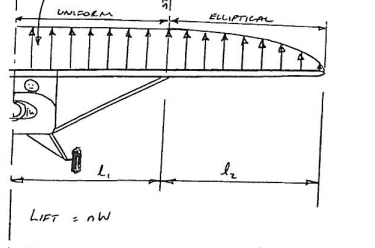 UNIFORM
ELLIPTICAL
l₁
l₂
LIFT = nW